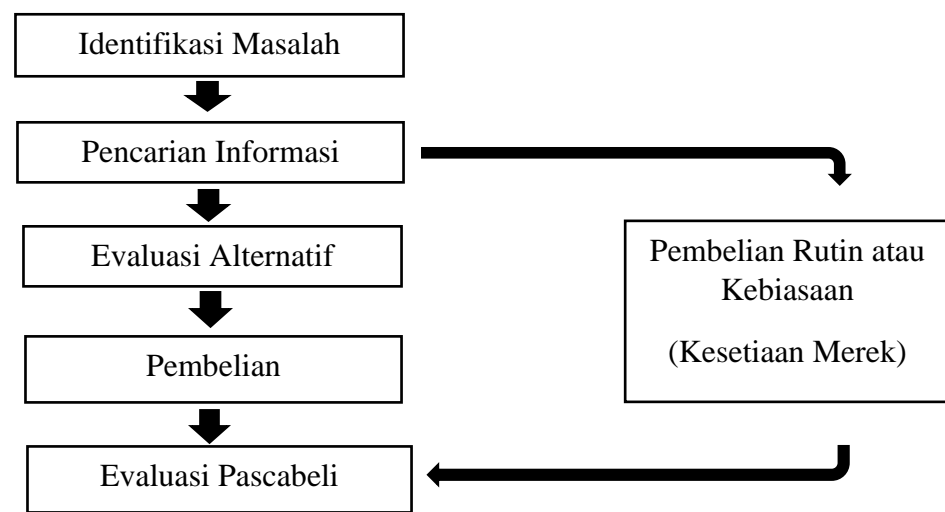 Identifikasi Masalah
Pencarian Informasi
Evaluasi Alternatif
Pembelian
Evaluasi Pascabeli
Pembelian Rutin atau
Kebiasaan
(Kesetiaan Merek)